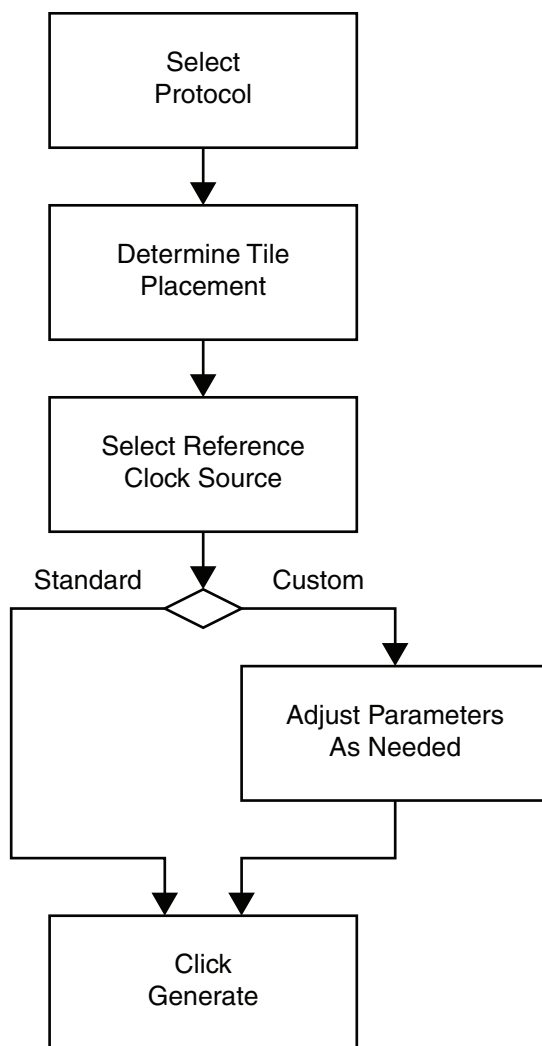 Select
Protocol
Determine Tile
Placement
Select Reference
Clock Source
Standard
Custom
Adjust Parameters
As Needed
Click
Generate